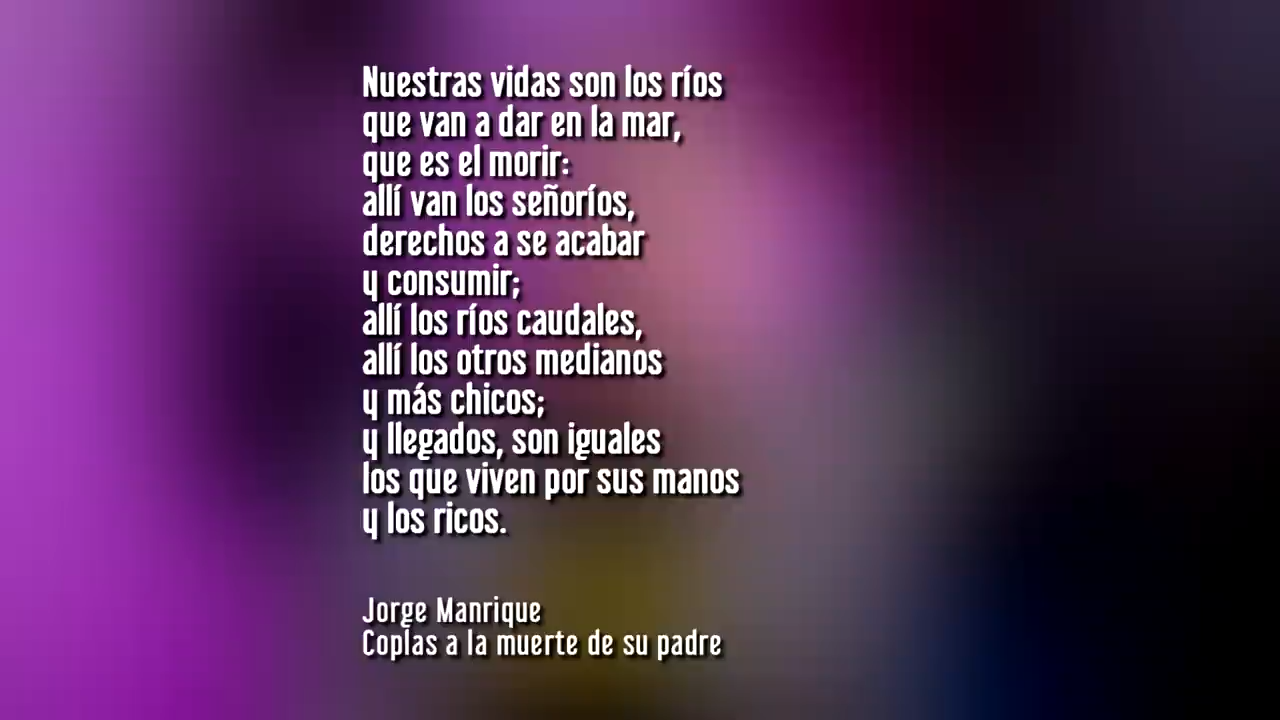 Nuestras vidas son los ríos
que van a dar en la mar,
que es el morir:
allí van los señoríos,
derechos a se acabar
y consumir;
allí los ríos caudales,
allí los otros medianos
y más chicos;
y llegados, son iguales
los que viven por sus manos
y los ricos.
Jorge Manrique
Coplas a la muerte de su padre